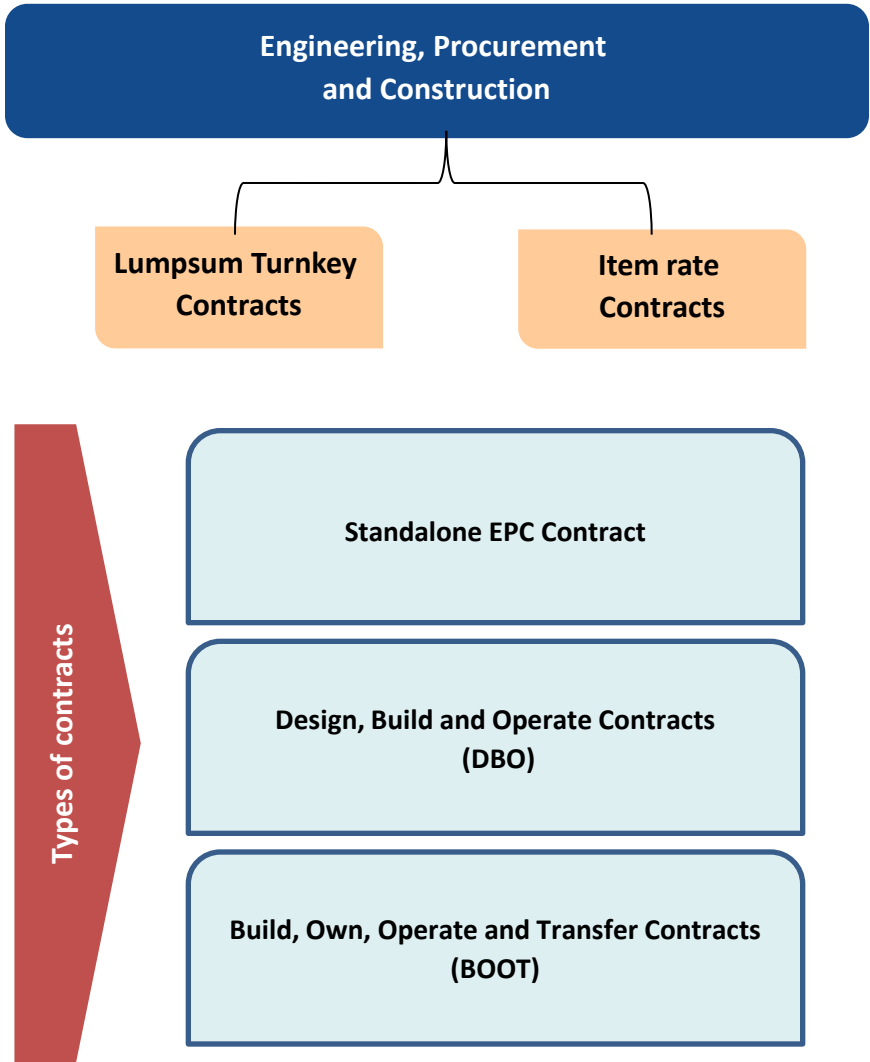 Engineering, Procurement
and Construction
Lumpsum Turnkey
Contracts
Item rate
Contracts
Types of contracts
Standalone EPC Contract
Design, Build and Operate Contracts
(DBO)
Build, Own, Operate and Transfer Contracts
(BOOT)